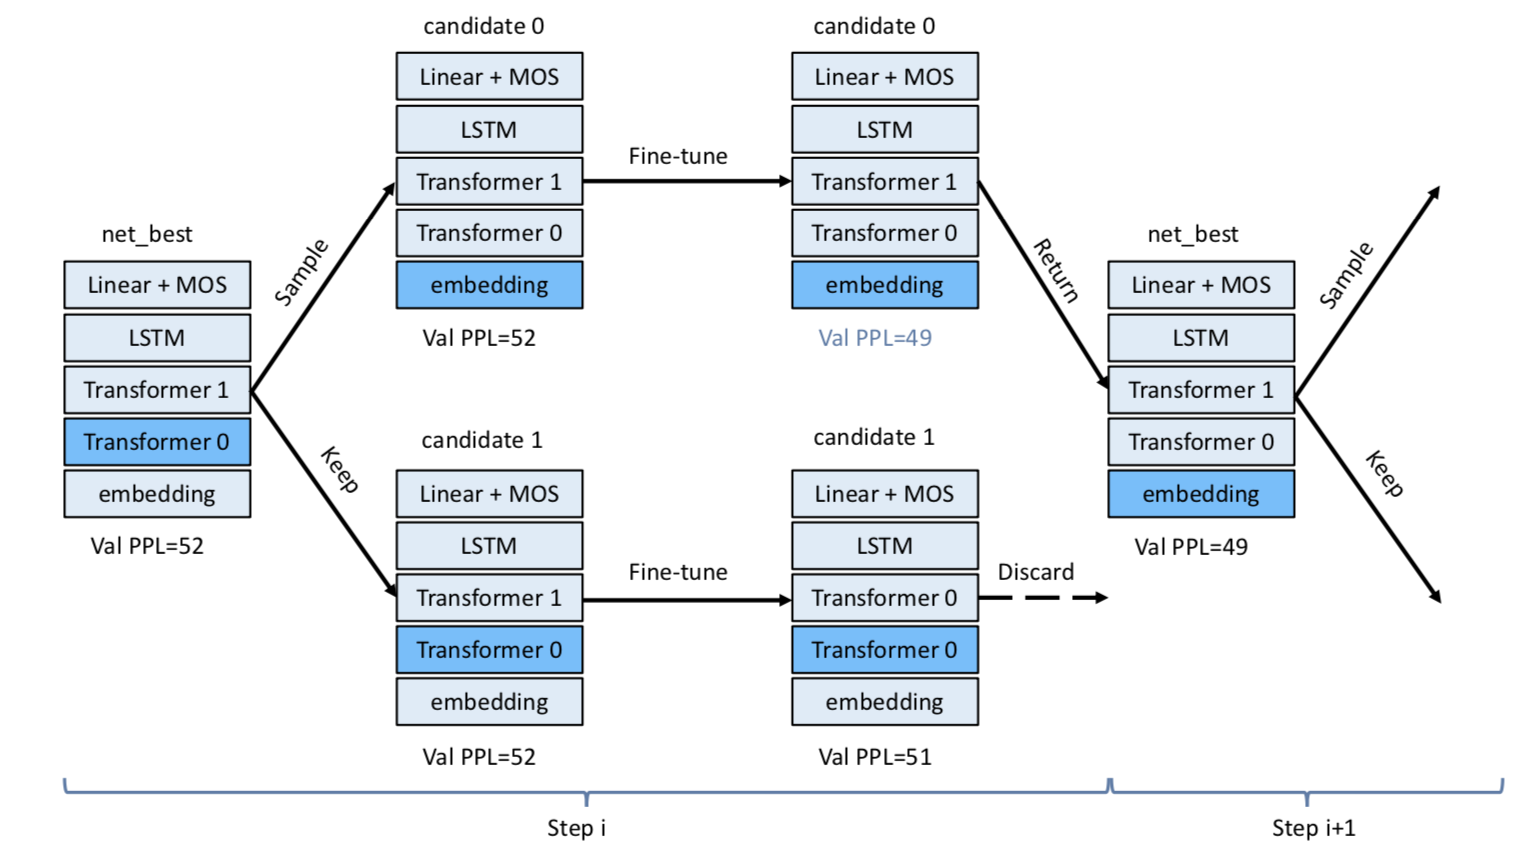 net_best
Linear + MOS
LSTM
Transformer 1
Transformer 0
embedding
Val PPL=52
Sample
Keep
candidate 0
Linear + MOS
LSTM
Transformer 1
Transformer 0
embedding
Val PPL=52
Fine-tune
candidate 0
Linear + MOS
LSTM
Transformer 1
Transformer 0
embedding
Val PPL=49
Return
candidate 1
Linear + MOS
LSTM
Transformer 1
Transformer 0
embedding
Val PPL=52
Fine-tune
candidate 1
Linear + MOS
LSTM
Transformer 0
Transformer 0
embedding
Val PPL=51
Discard
net_best
Linear + MOS
LSTM
Transformer 1
Transformer 0
embedding
Val PPL=49
Sample
Keep
Step i
Step i+1